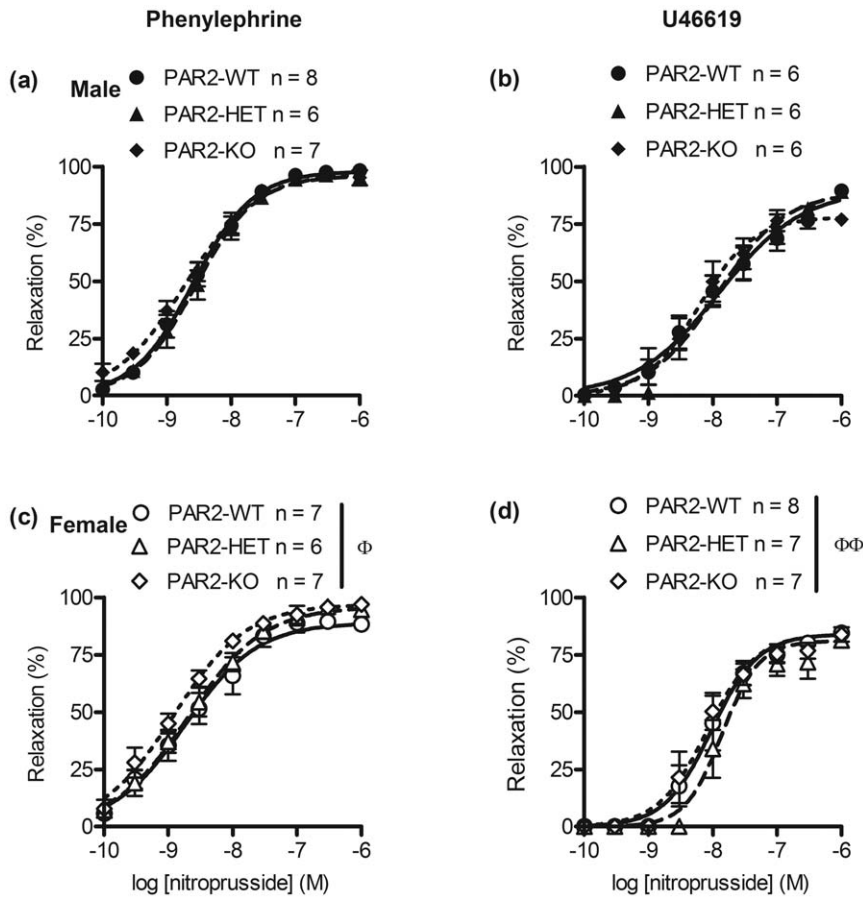 Phenylephrine
U46619
(a) Male
PAR2-WT n = 8
PAR2-HET n = 6
PAR2-KO n = 7
100
75
50
25
0
Relaxation (%)
-10 -9 -8 -7 -6
(b)
PAR2-WT n = 6
PAR2-HET n = 6
PAR2-KO n = 6
100
75
50
25
0
Relaxation (%)
-10 -9 -8 -7 -6
(c) Female
PAR2-WT n = 7
PAR2-HET n = 6
PAR2-KO n = 7
Φ
100
75
50
25
0
Relaxation (%)
-10 -9 -8 -7 -6
log [nitroprusside] (M)
(d)
PAR2-WT n = 8
PAR2-HET n = 7
PAR2-KO n = 7
ΦΦ
100
75
50
25
0
Relaxation (%)
-10 -9 -8 -7 -6
log [nitroprusside] (M)